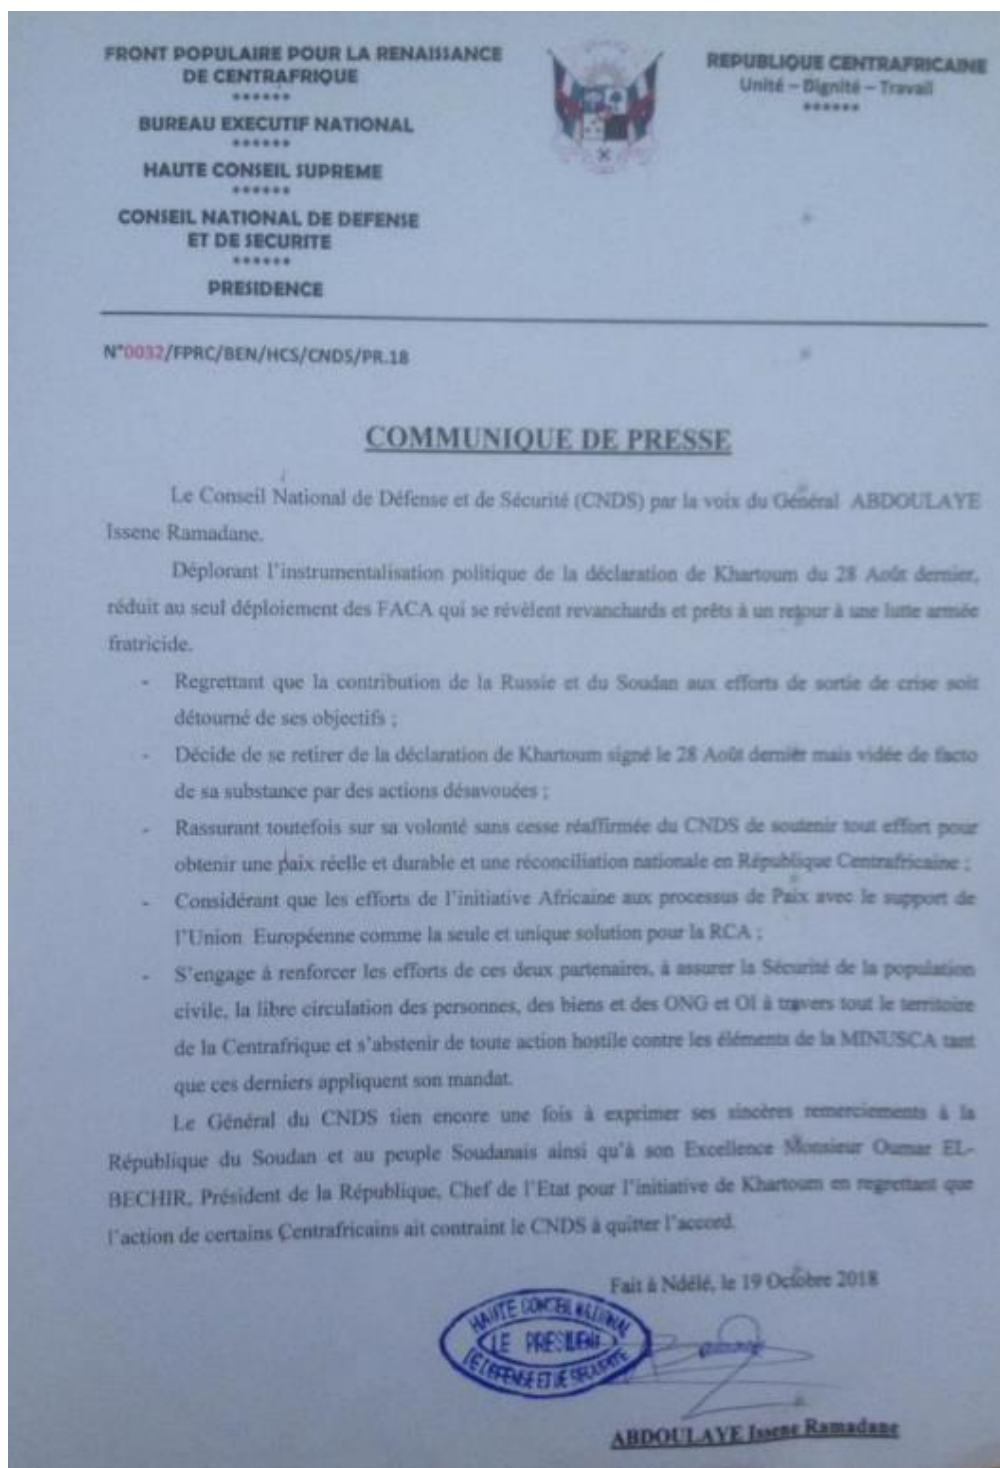 FRONT POPULAIRE POUR LA RENAISSANCE
DE CENTRAFRIQUE
******
BUREAU EXECUTIF NATIONAL
******
HAUTE CONSEIL SUPREME
******
CONSEIL NATIONAL DE DEFENSE
ET DE SECURITE
******
PRESIDENCE
REPUBLIQUE CENTRAFRICAINE
Unité – Dignité – Travail
******
N°0032/FPRC/BEN/HCS/CNDS/PR.18
COMMUNIQUE DE PRESSE
Le Conseil National de Défense et de Sécurité (CNDS) par la voix du Général ABDOULAYE
Issene Ramadane.
Déplorant l'instrumentalisation politique de la déclaration de Khartoum du 28 Août dernier,
réduit au seul déploiement des FACA qui se révèlent revanchards et prêts à un retour à une lutte armée
fratricide.
- Regrettant que la contribution de la Russie et du Soudan aux efforts de sortie de crise soit
détourné de ses objectifs ;
- Décide de se retirer de la déclaration de Khartoum signé le 28 Août dernier mais vidée de facto
de sa substance par des actions désavouées ;
- Rassurant toutefois sur sa volonté sans cesse réaffirmée du CNDS de soutenir tout effort pour
obtenir une paix réelle et durable et une réconciliation nationale en République Centrafricaine ;
- Considérant que les efforts de l'initiative Africaine aux processus de Paix avec le support de
l'Union Européenne comme la seule et unique solution pour la RCA ;
- S'engage à renforcer les efforts de ces deux partenaires, à assurer la Sécurité de la population
civile, la libre circulation des personnes, des biens et des ONG et OI à travers tout le territoire
de la Centrafrique et s'abstenir de toute action hostile contre les éléments de la MINUSCA tant
que ces derniers appliquent son mandat.
Le Général du CNDS tien encore une fois à exprimer ses sincères remerciements à la
République du Soudan et au peuple Soudanais ainsi qu'à son Excellence Monsieur Oumar EL-
BECHIR, Président de la République, Chef de l'Etat pour l'initiative de Khartoum en regrettant que
l'action de certains Centrafricains ait contraint le CNDS à quitter l'accord.
Fait à Ndélé, le 19 Octobre 2018
HAUTE CONSEIL NATIONAL
LE PRESIDENT
DE DEFENSE ET DE SECURITE
ABDOULAYE Issene Ramadane